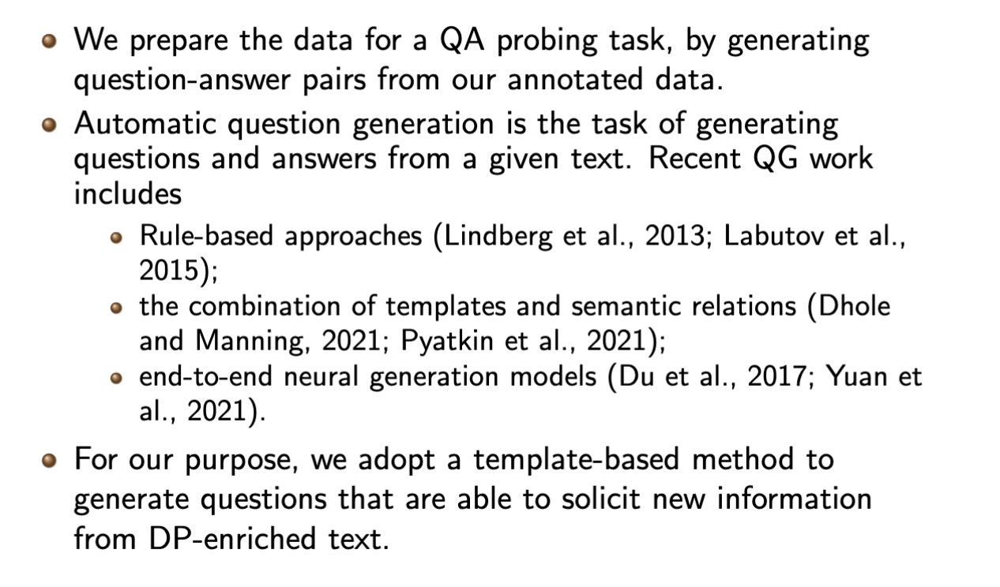 We prepare the data for a QA probing task, by generating
question-answer pairs from our annotated data.
Automatic question generation is the task of generating
questions and answers from a given text. Recent QG work
includes
Rule-based approaches (Lindberg et al., 2013; Labutov et al.,
2015);
the combination of templates and semantic relations (Dhole
and Manning, 2021; Pyatkin et al., 2021);
end-to-end neural generation models (Du et al., 2017; Yuan et
al., 2021).
For our purpose, we adopt a template-based method to
generate questions that are able to solicit new information
from DP-enriched text.